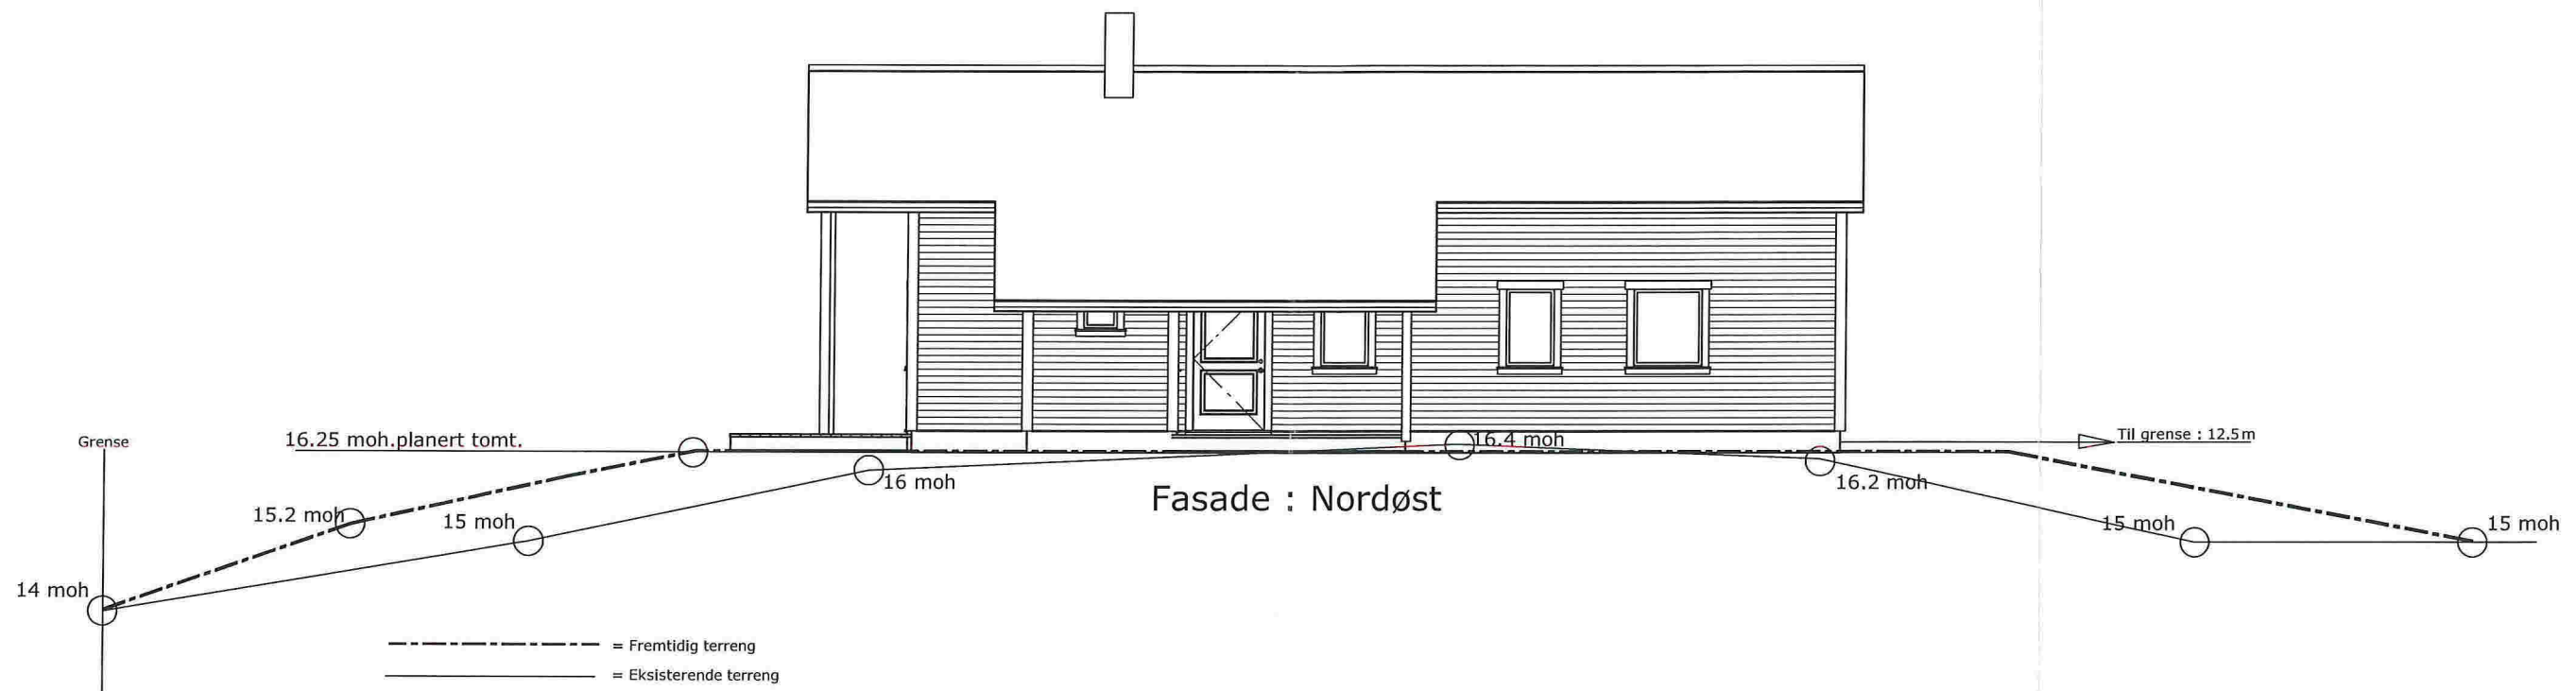 Grense
16.25 moh.planert tomt.
16.4 moh
Til grense : 12.5m
16 moh
16.2 moh
Fasade : Nordøst
15.2 moh
15 moh
15 moh
15 moh
14 moh
= Fremtidig terreng
= Eksisterende terreng